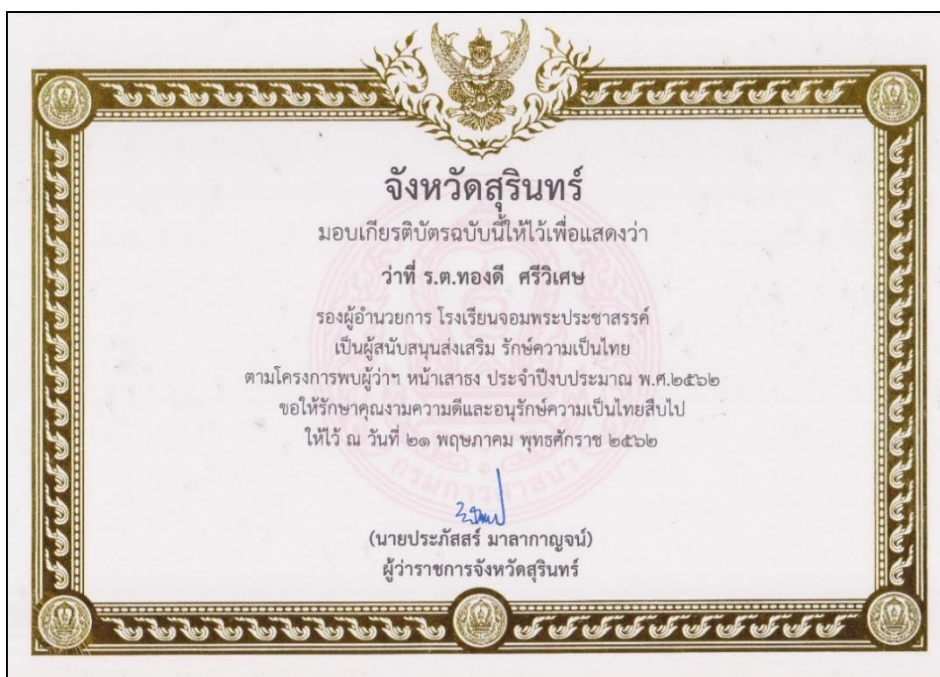 จังหวัดสุรินทร์
มอบเกียรติบัตรฉบับนี้ให้ไว้เพื่อแสดงว่า
ว่าที่ ร.ต.ทองดี ศรีวิเศษ
รองผู้อำนวยการ โรงเรียนจอมพระประชาสรรค์
เป็นผู้สนับสนุนส่งเสริม รักษ์ความเป็นไทย
ตามโครงการพบผู้ว่าฯ หน้าเสาธง ประจำปีงบประมาณ พ.ศ.๒๕๖๒
ขอให้รักษาคุณงามความดีและอนุรักษ์ความเป็นไทยสืบไป
ให้ไว้ ณ วันที่ ๒๑ พฤษภาคม พุทธศักราช ๒๕๖๒
กรมการศาสนา
(นายประภัสสร์ มาลากาญจน์)
ผู้ว่าราชการจังหวัดสุรินทร์